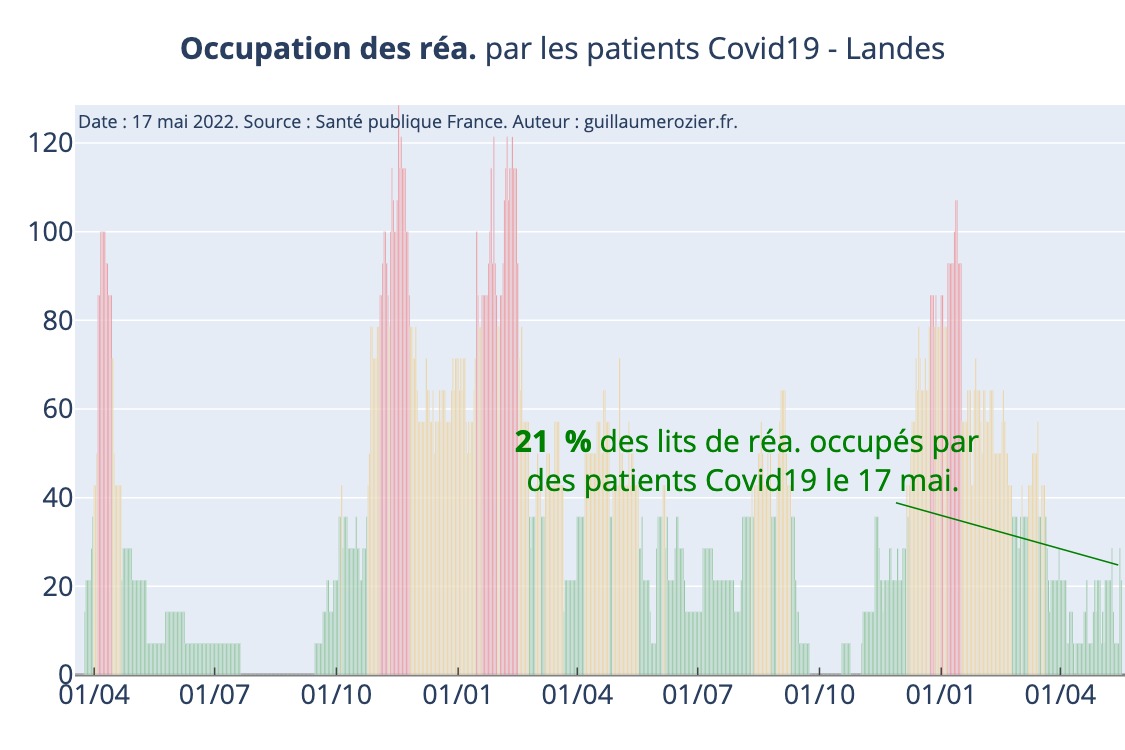 Occupation des réa. par les patients Covid19 - Landes
Date : 17 mai 2022. Source : Santé publique France. Auteur : guillaumerozier.fr.
120
100
80
60
40
20
0
21 % des lits de réa. occupés par
des patients Covid19 le 17 mai.
01/04 01/07 01/10 01/01 01/04 01/07 01/10 01/01 01/04